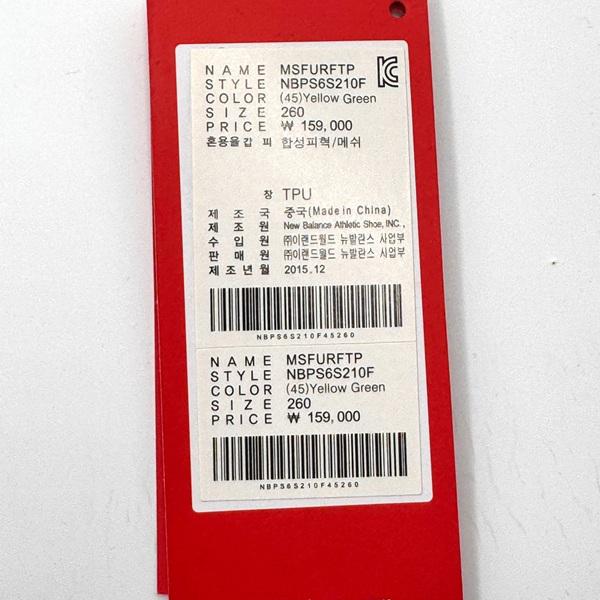 NAME MSFURFTP
STYLE NBPS6S210F
COLOR (45)Yellow Green
SIZE 260
PRICE ₩ 159,000
혼용율갑 피 합성피혁/메쉬
창 TPU
제 조 국 중국(Made in China)
제 조 원 New Balance Athletic Shoe, INC.,
수 입 원 ㈜이랜드월드 뉴발란스 사업부
판 매 원 ㈜이랜드월드 뉴발란스 사업부
제조년월 2015.12
NBPS6S210F45260
NAME MSFURFTP
STYLE NBPS6S210F
COLOR (45)Yellow Green
SIZE 260
PRICE ₩ 159,000
NBPS6S210F45260